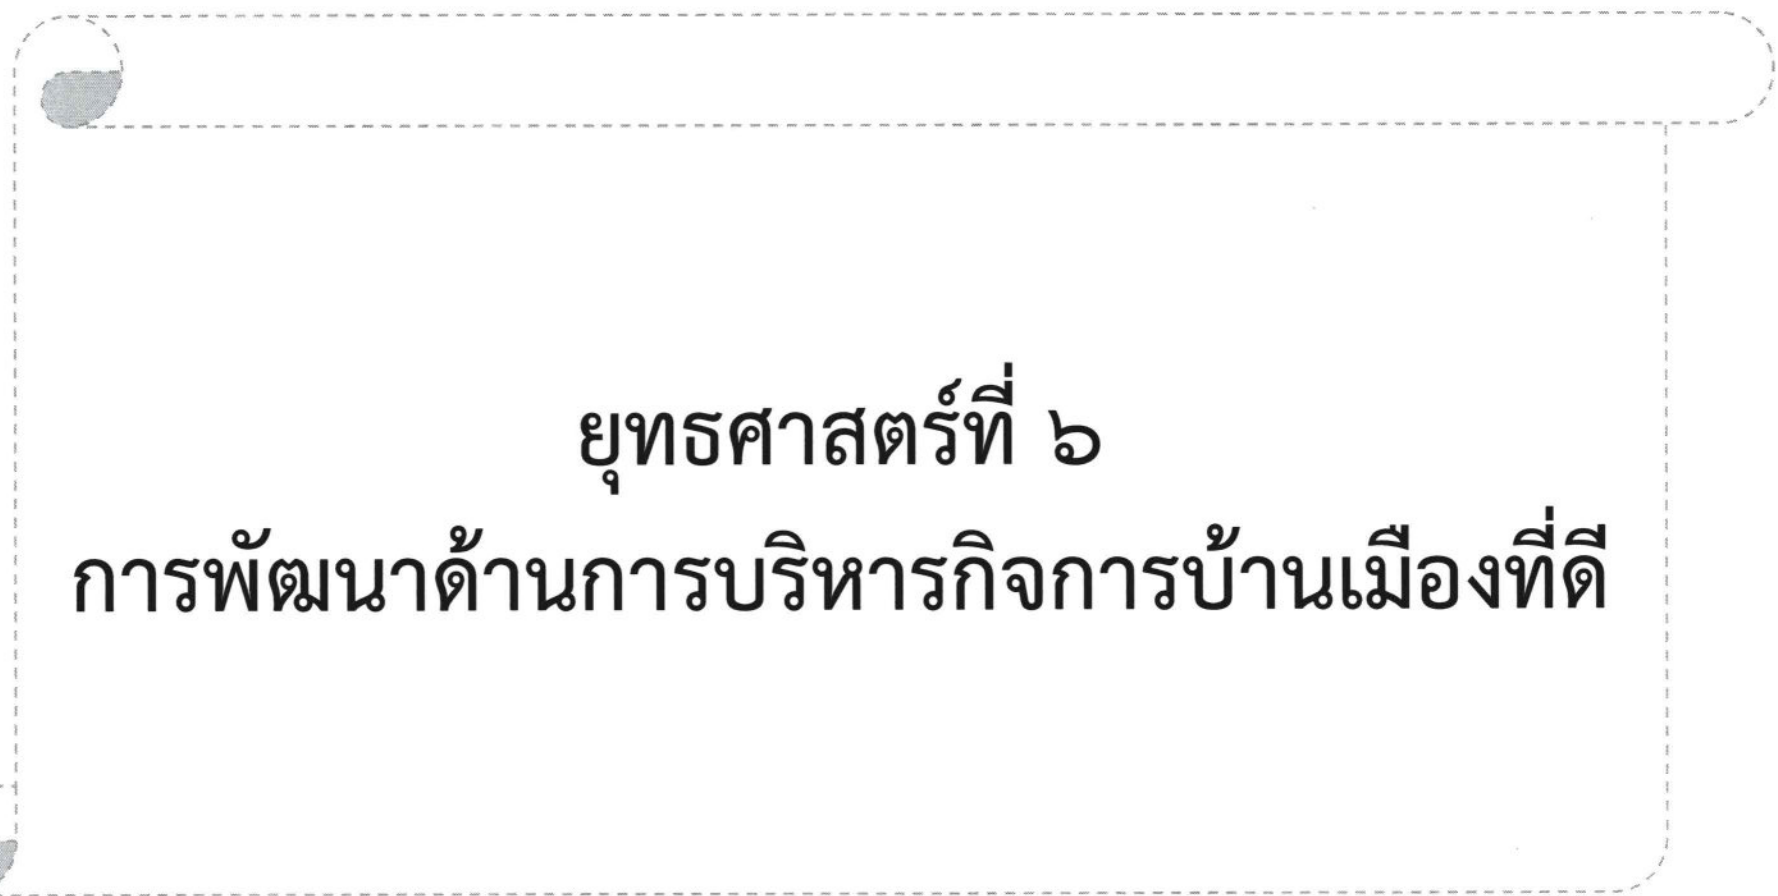 ยุทธศาสตร์ที่ ๖
การพัฒนาด้านการบริหารกิจการบ้านเมืองที่ดี